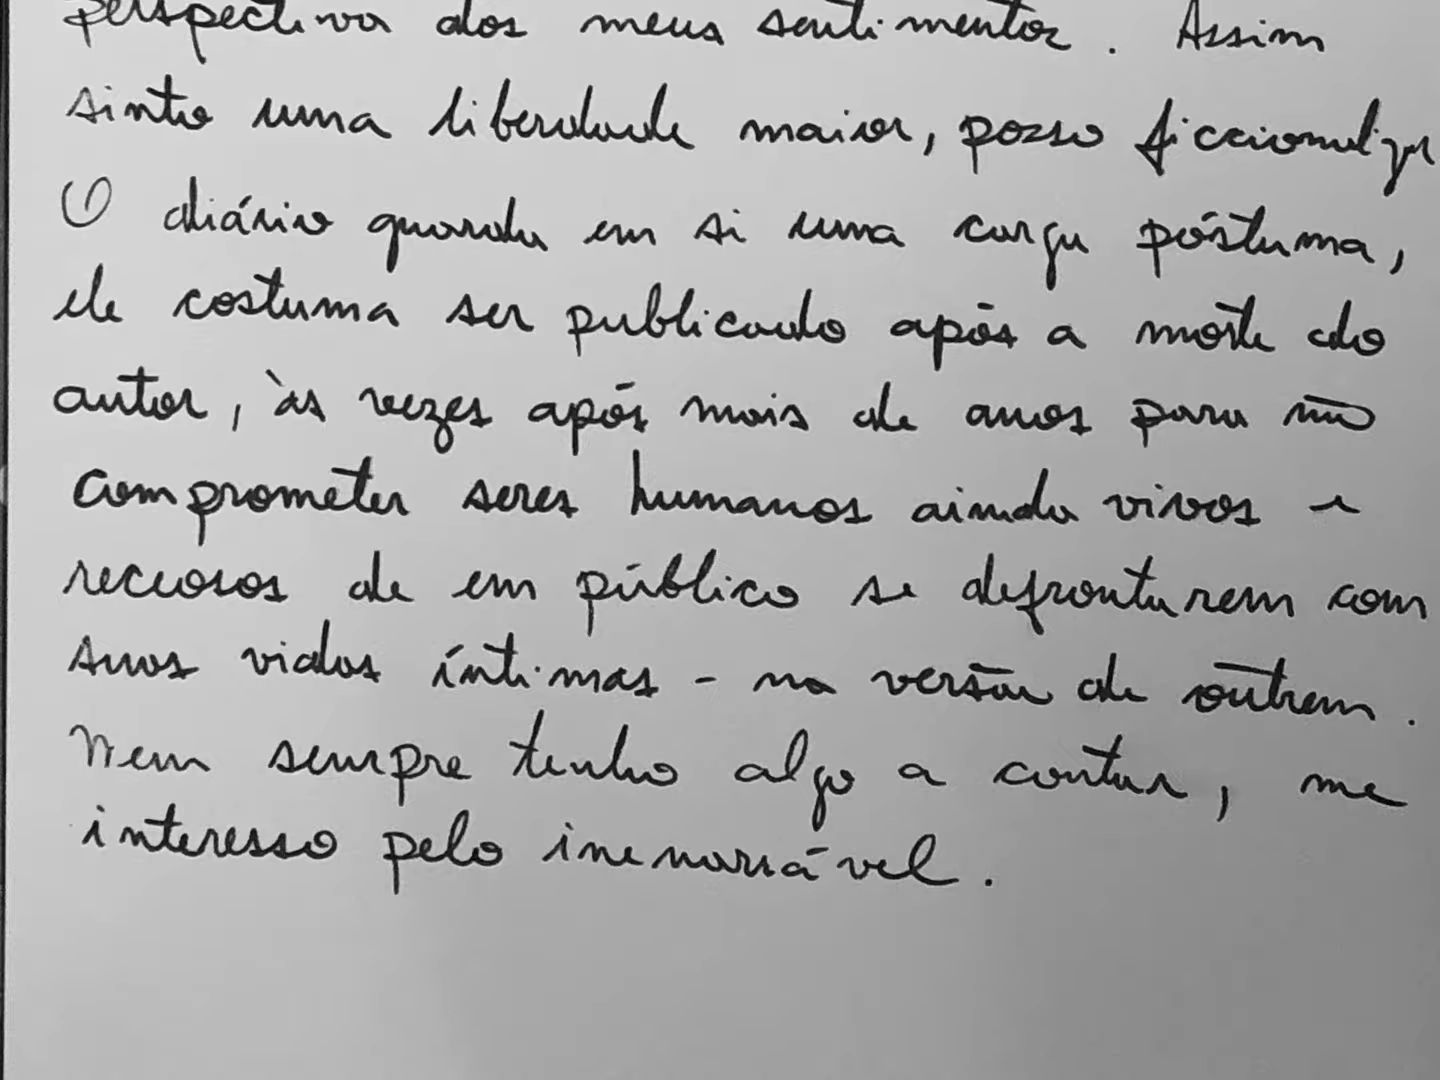 perspectiva dos meus sentimentos. Assim
sinto uma liberdade maior, posso ficcionalizar
O diário guarda em si uma carga póstuma,
ele costuma ser publicado após a morte do
autor, às vezes após mais de anos para não
comprometer seres humanos ainda vivos e
receosos de em público se defrontarem com
suas vidas íntimas - na versão de outrem.
Nem sempre tenho algo a contar, me
interesso pelo inenarrável.